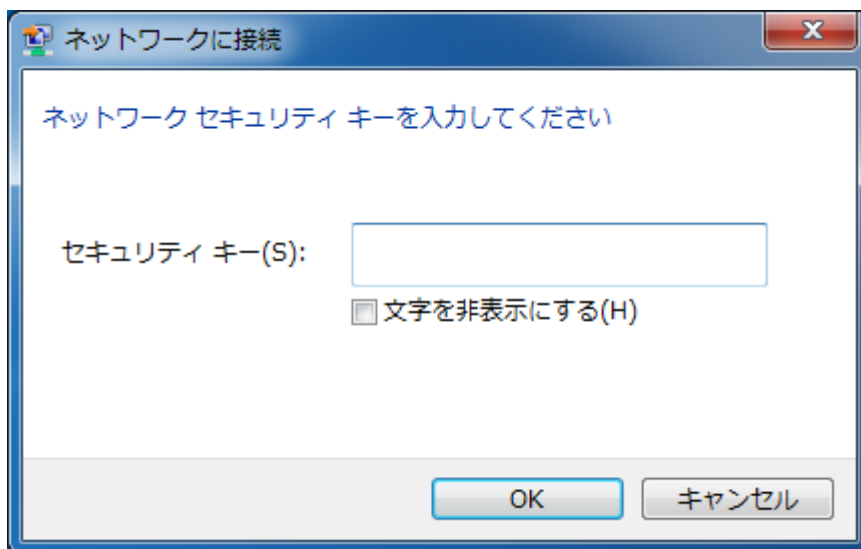 ネットワークに接続
ネットワーク セキュリティ キーを入力してください
セキュリティ キー(S):
文字を非表示にする(H)
OK
キャンセル